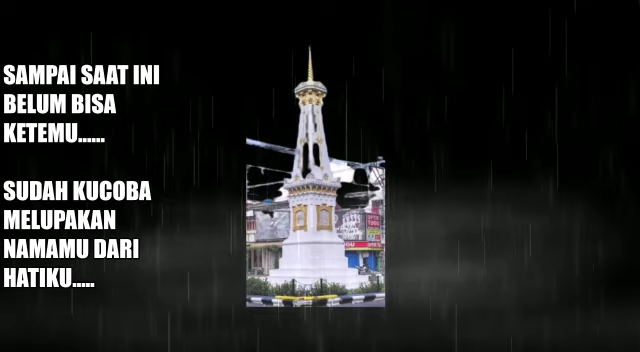 SAMPAI SAAT INI
BELUM BISA
KETEMU......
SUDAH KUCOBA
MELUPAKAN
NAMAMU DARI
HATIKU.....